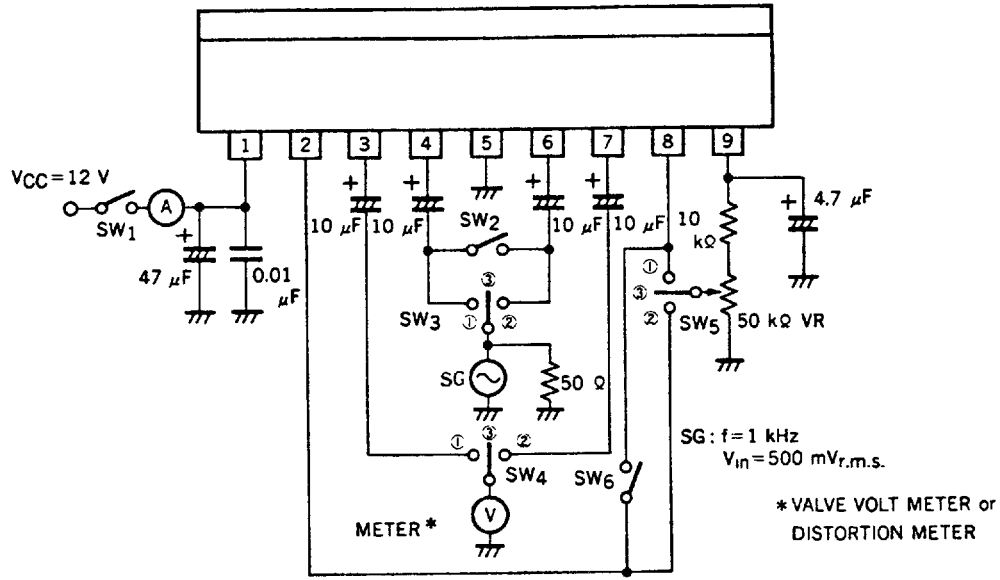 1 2 3 4 5 6 7 8 9
VCC=12 V
SW1
A
+
47 μF
0.01 μF
+
10 μF
+
10 μF
+
10 μF
+
10 μF
SW2
③
SW3
① ②
SG
50 Ω
10 kΩ
+
4.7 μF
①
③
②
SW5
50 kΩ VR
① ③ ②
SW4
V
METER*
SW6
SG : f=1 kHz
Vin=500 mVr.m.s.
*VALVE VOLT METER or
DISTORTION METER